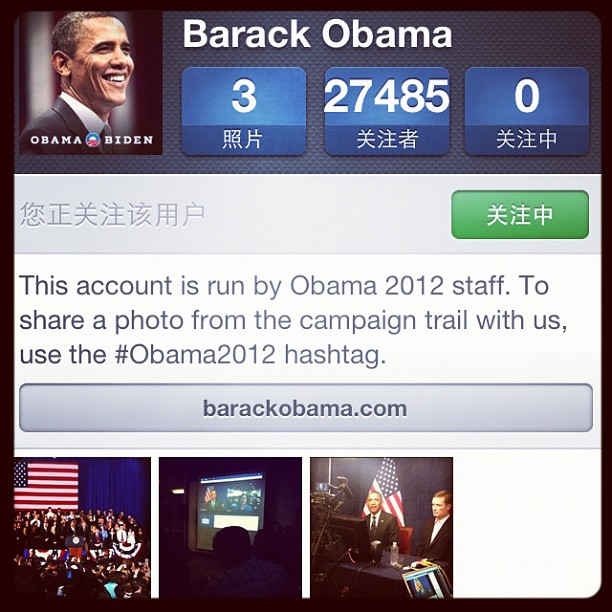 Barack Obama
OBAMA BIDEN
3
照片
27485
关注者
0
关注中
您正关注该用户
关注中
This account is run by Obama 2012 staff. To
share a photo from the campaign trail with us,
use the #Obama2012 hashtag.
barackobama.com